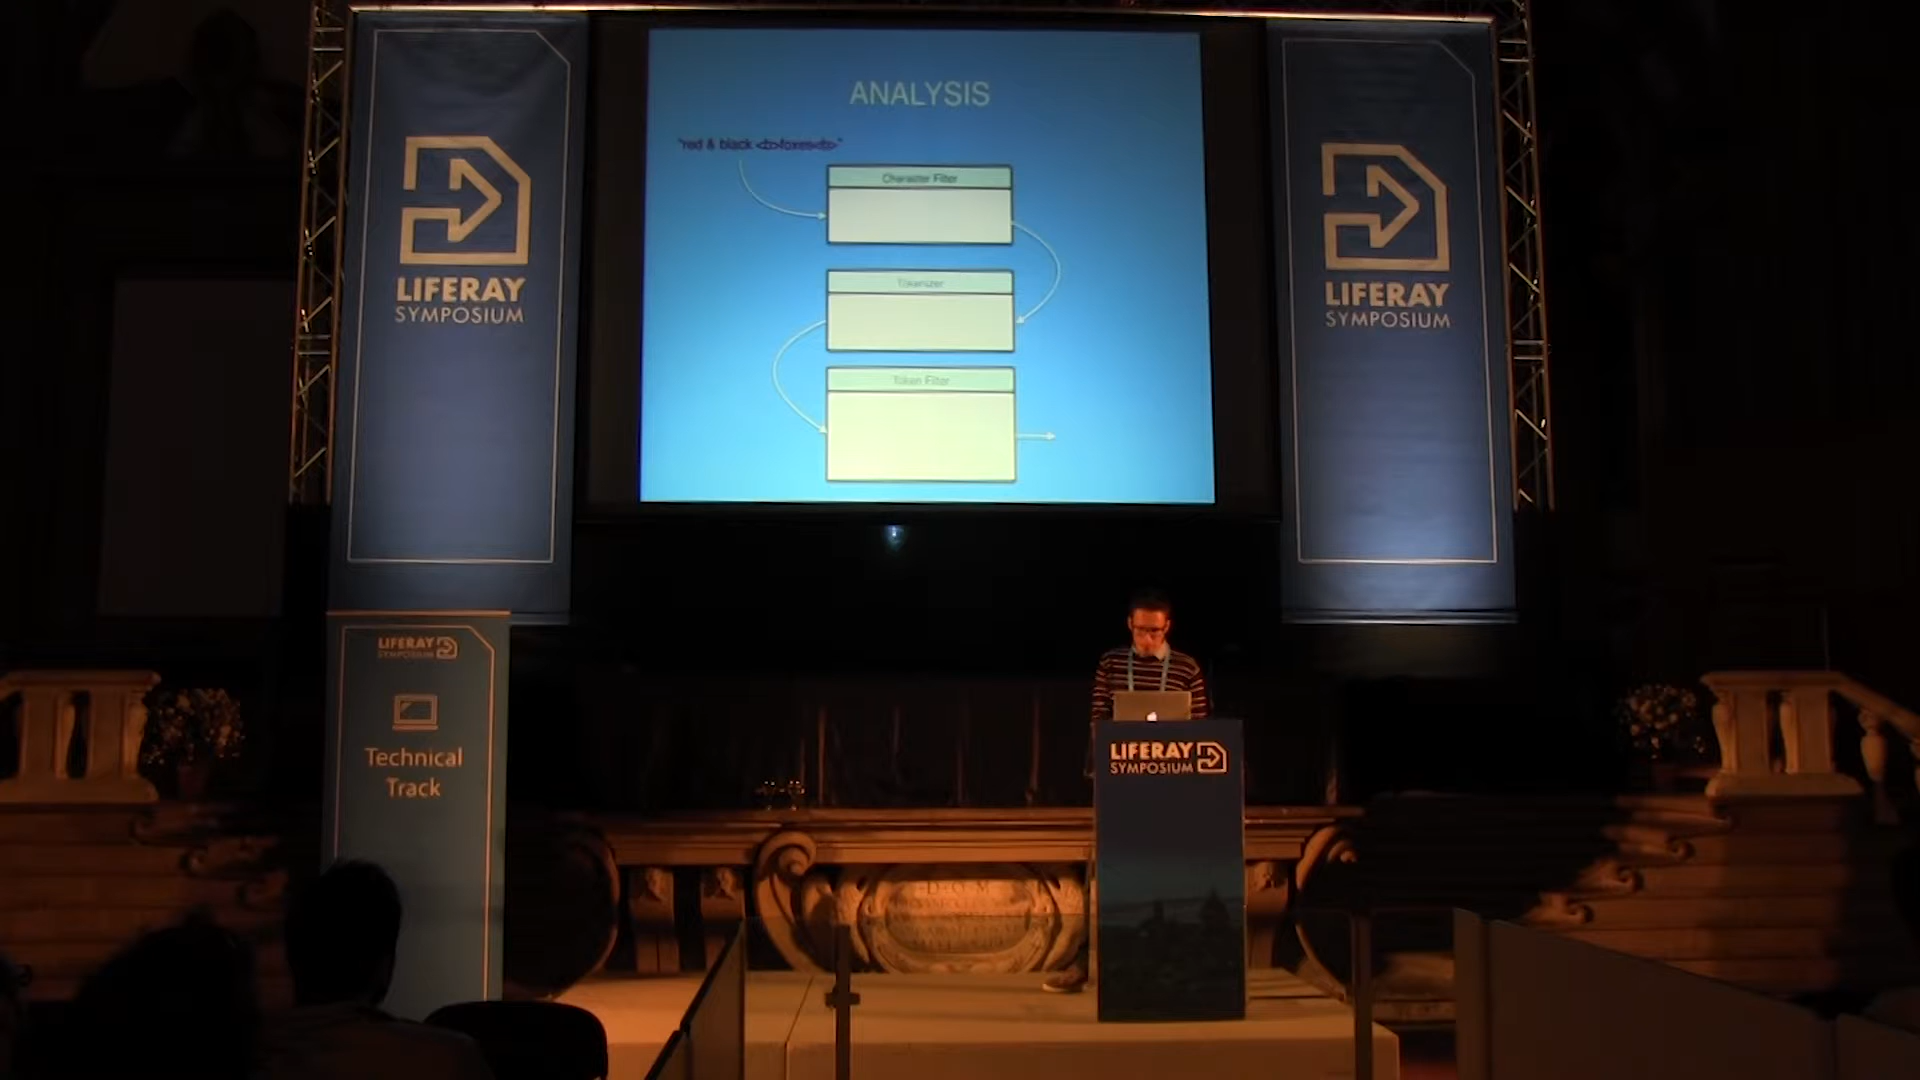 ANALYSIS
"red & black <b>foxes<b>"
Character Filter
Tokenizer
Token Filter
LIFERAY
SYMPOSIUM
LIFERAY
SYMPOSIUM
LIFERAY
SYMPOSIUM
Technical
Track
LIFERAY
SYMPOSIUM
D.O.M